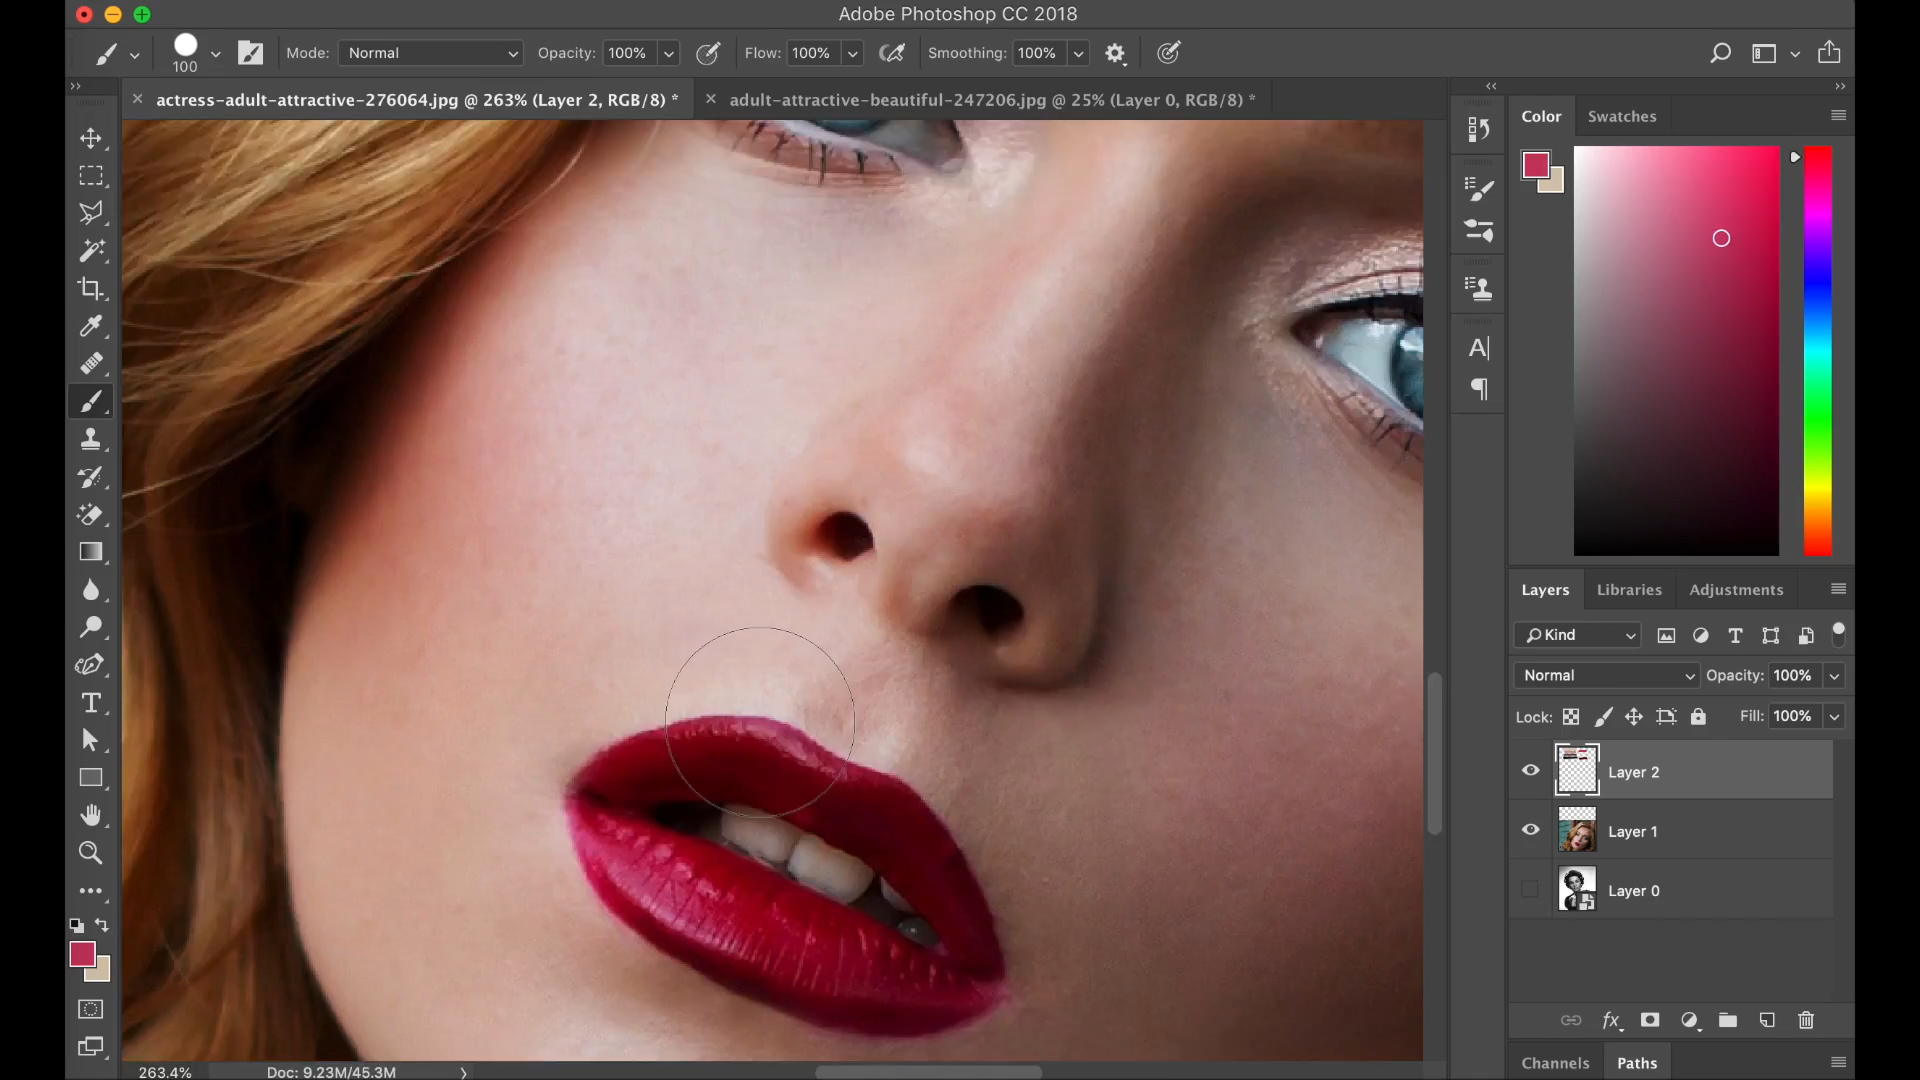 Adobe Photoshop CC 2018
100
Mode: Normal Opacity: 100% Flow: 100% Smoothing: 100%
actress-adult-attractive-276064.jpg @ 263% (Layer 2, RGB/8) * adult-attractive-beautiful-247206.jpg @ 25% (Layer 0, RGB/8) *
Color Swatches
Layers Libraries Adjustments
Kind
Normal Opacity: 100%
Lock: Fill: 100%
Layer 2
Layer 1
Layer 0
Channels Paths
263.4% Doc: 9.23M/45.3M